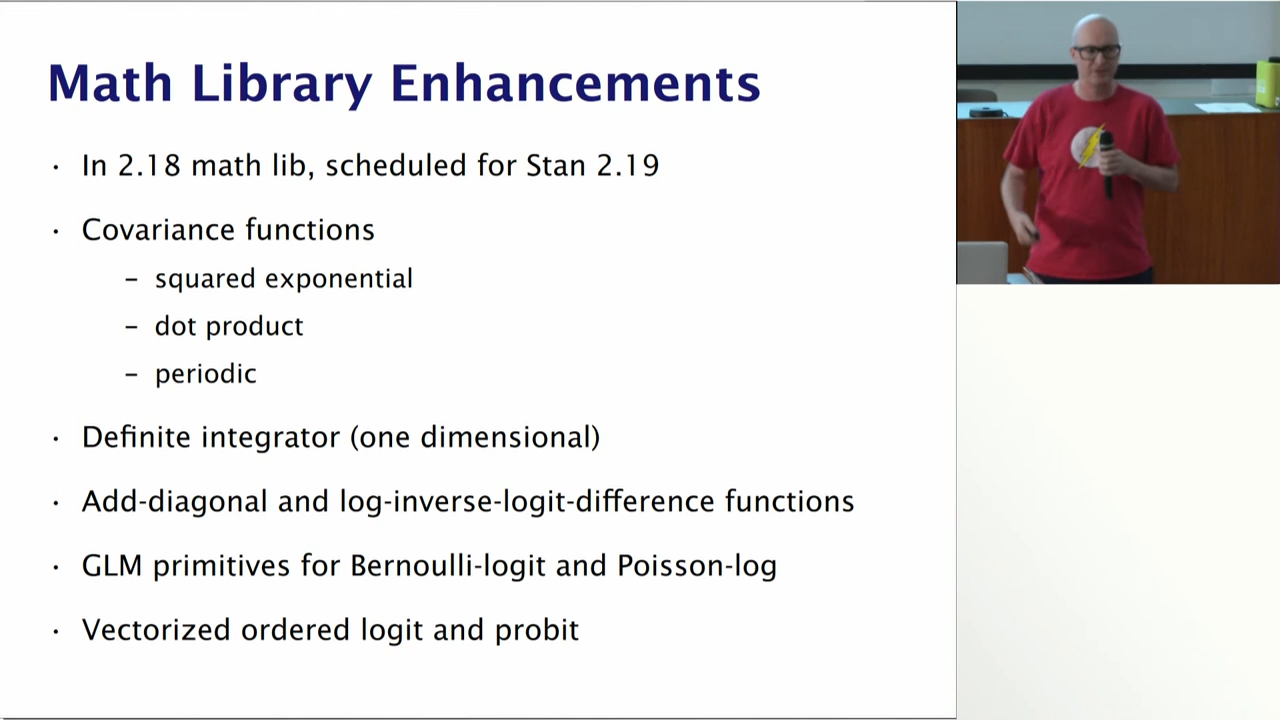 Math Library Enhancements
· In 2.18 math lib, scheduled for Stan 2.19
· Covariance functions
– squared exponential
– dot product
– periodic
· Definite integrator (one dimensional)
· Add-diagonal and log-inverse-logit-difference functions
· GLM primitives for Bernoulli-logit and Poisson-log
· Vectorized ordered logit and probit